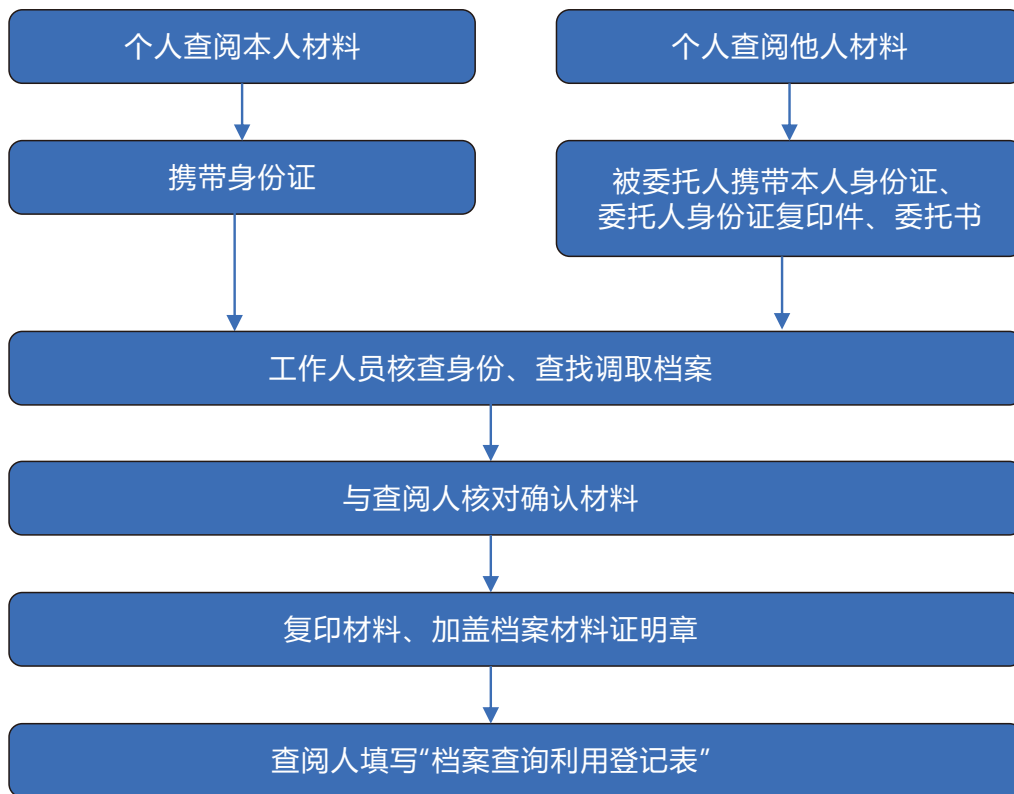 个人查阅本人材料
个人查阅他人材料
携带身份证
被委托人携带本人身份证、
委托人身份证复印件、委托书
工作人员核查身份、查找调取档案
与查阅人核对确认材料
复印材料、加盖档案材料证明章
查阅人填写“档案查询利用登记表”